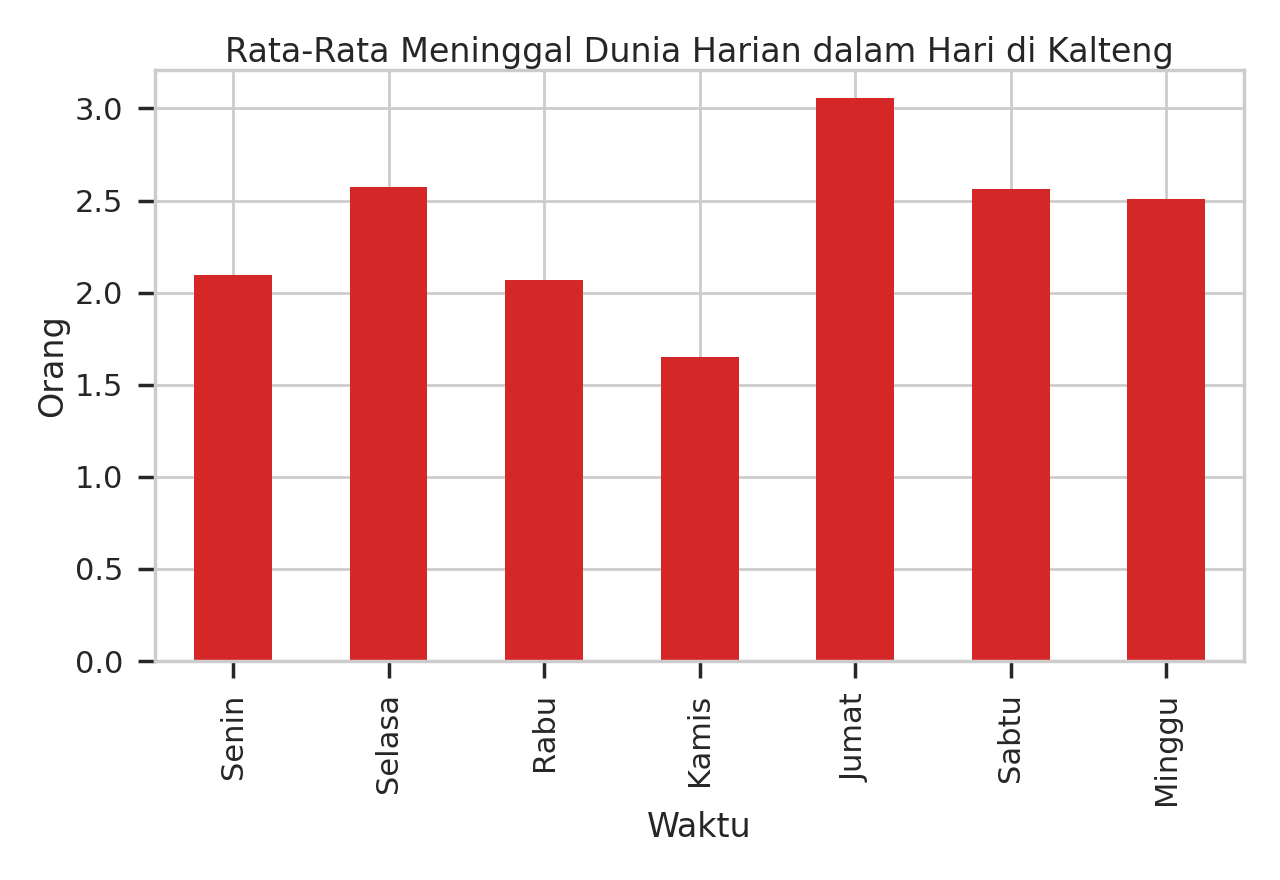 Rata-Rata Meninggal Dunia Harian dalam Hari di Kalteng
3.0
2.5
2.0
1.5
1.0
0.5
0.0
Orang
Senin
Selasa
Rabu
Kamis
Jumat
Sabtu
Minggu
Waktu